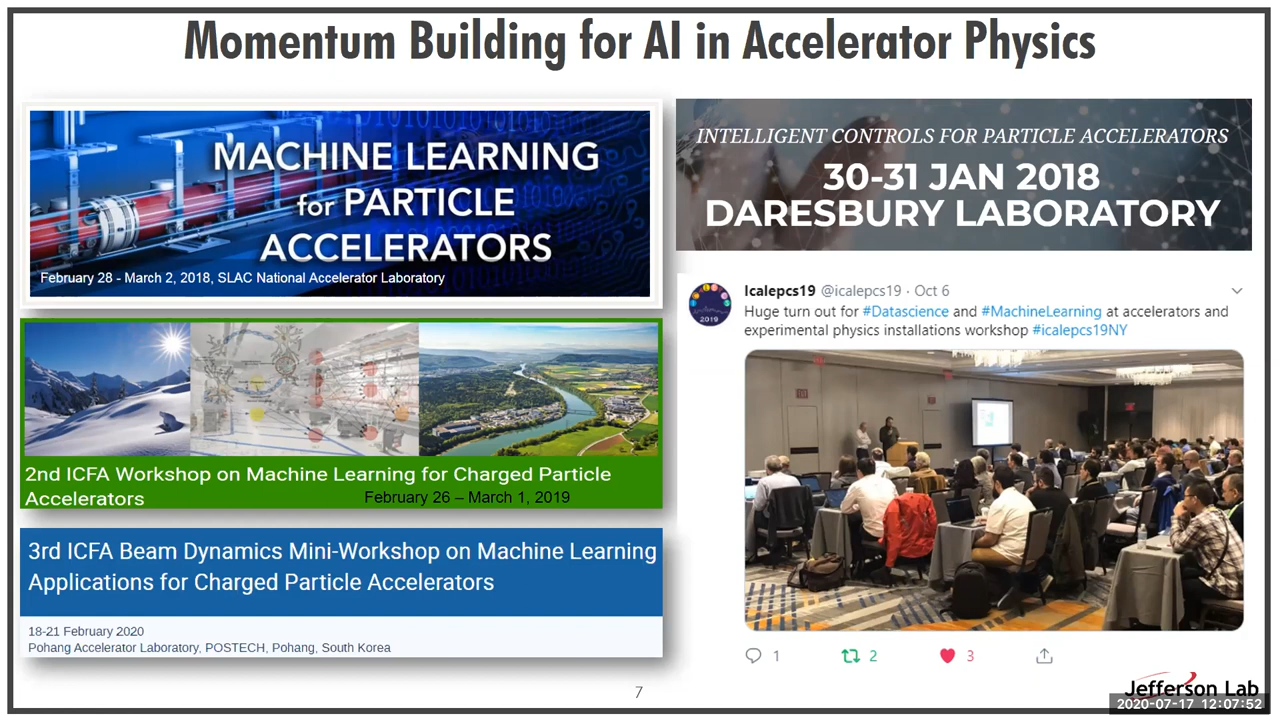 Momentum Building for AI in Accelerator Physics
MACHINE LEARNING
for PARTICLE
ACCELERATORS
February 28 - March 2, 2018, SLAC National Accelerator Laboratory
2nd ICFA Workshop on Machine Learning for Charged Particle
Accelerators
February 26 – March 1, 2019
3rd ICFA Beam Dynamics Mini-Workshop on Machine Learning
Applications for Charged Particle Accelerators
18-21 February 2020
Pohang Accelerator Laboratory, POSTECH, Pohang, South Korea
INTELLIGENT CONTROLS FOR PARTICLE ACCELERATORS
30-31 JAN 2018
DARESBURY LABORATORY
2019
Icalepcs19 @icalepcs19 · Oct 6
Huge turn out for #Datascience and #MachineLearning at accelerators and
experimental physics installations workshop #icalepcs19NY
1 2 3
7
Jefferson Lab
2020-07-17 12:07:52